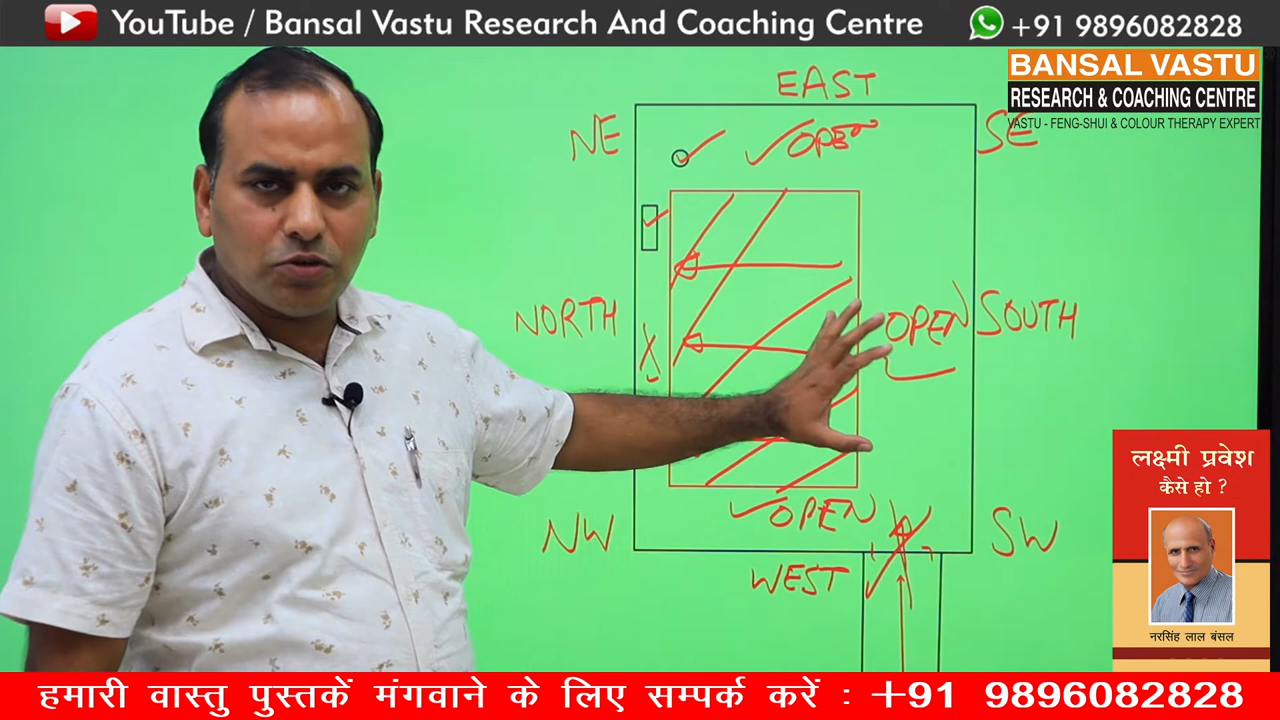 YouTube / Bansal Vastu Research And Coaching Centre
+91 9896082828
BANSAL VASTU
RESEARCH & COACHING CENTRE
VASTU - FENG-SHUI & COLOUR THERAPY EXPERT
EAST
NE
OPEN
SE
NORTH
OPEN
SOUTH
X
OPEN
NW
SW
WEST
लक्ष्मी प्रवेश
कैसे हो ?
नरसिंह लाल बंसल
हमारी वास्तु पुस्तकें मंगवाने के लिए सम्पर्क करें : +91 9896082828